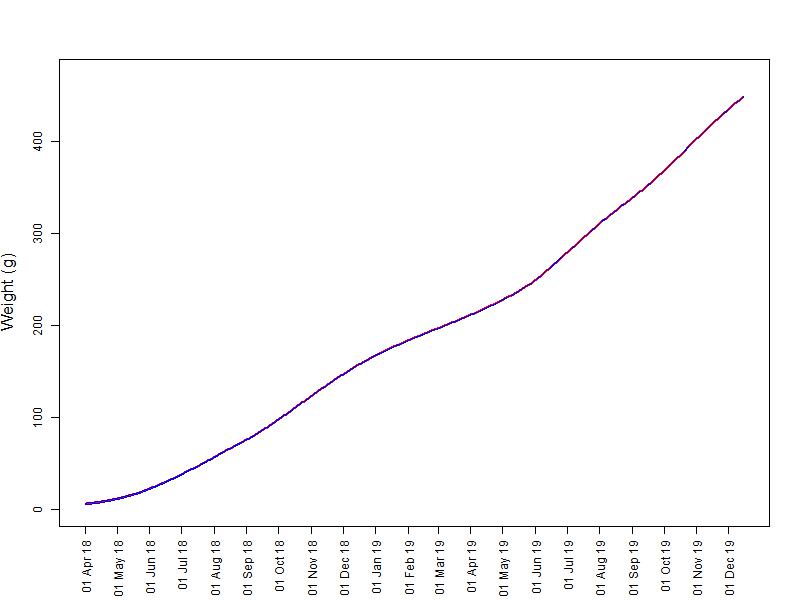 Weight (g)
400
300
200
100
0
01 Apr 18
01 May 18
01 Jun 18
01 Jul 18
01 Aug 18
01 Sep 18
01 Oct 18
01 Nov 18
01 Dec 18
01 Jan 19
01 Feb 19
01 Mar 19
01 Apr 19
01 May 19
01 Jun 19
01 Jul 19
01 Aug 19
01 Sep 19
01 Oct 19
01 Nov 19
01 Dec 19